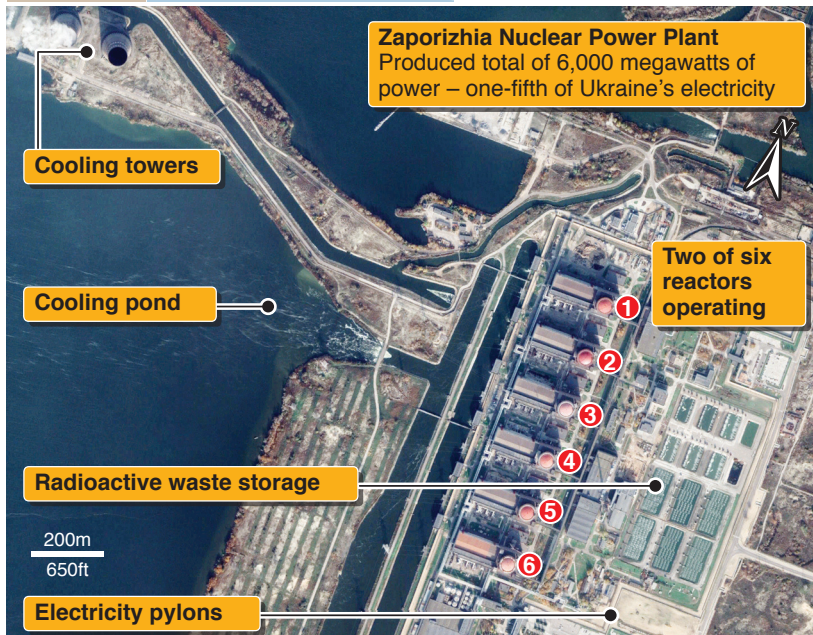 Zaporizhia Nuclear Power Plant
Produced total of 6,000 megawatts of
power – one-fifth of Ukraine’s electricity
N
Cooling towers
Two of six
reactors
operating
Cooling pond
1
2
3
4
Radioactive waste storage
5
200m
650ft
6
Electricity pylons